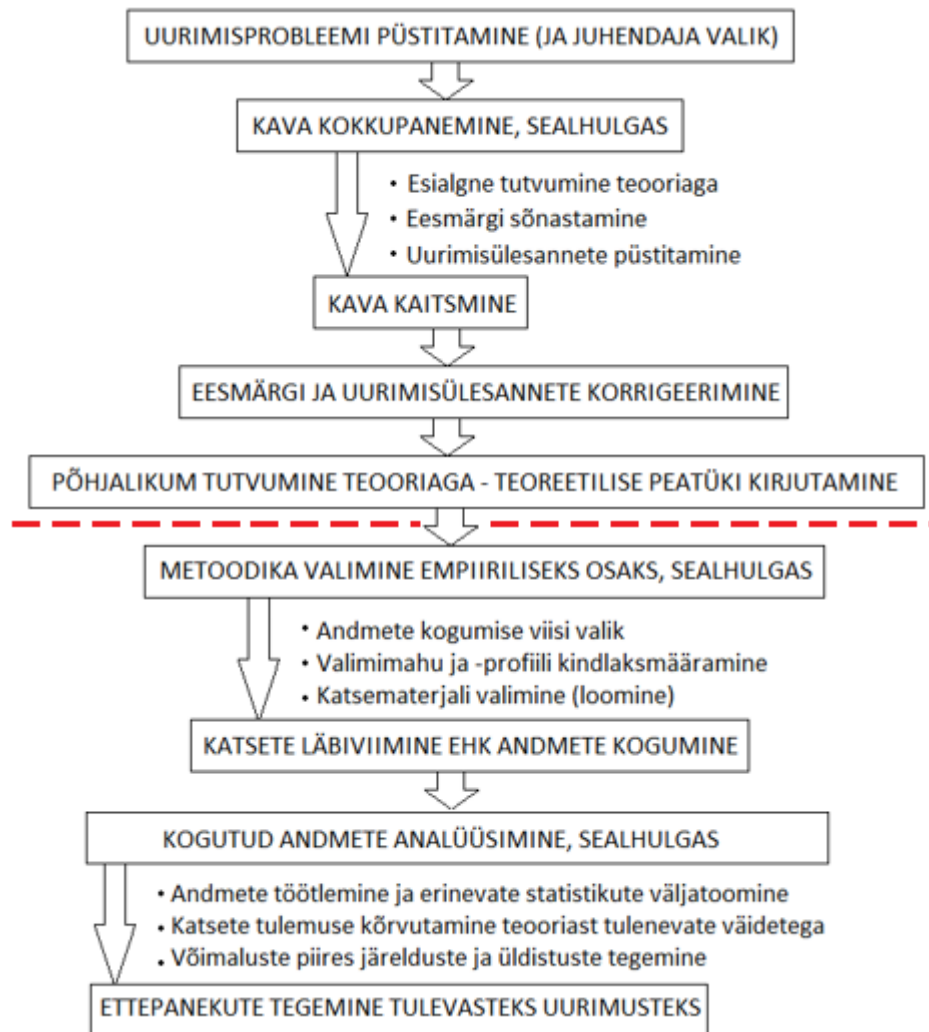 UURIMISPROBLEEMI PÜSTITAMINE (JA JUHENDAJA VALIK)
KAVA KOKKUPANEMINE, SEALHULGAS
• Esialgne tutvumine teooriaga
• Eesmärgi sõnastamine
• Uurimisülesannete püstitamine
KAVA KAITSMINE
EESMÄRGI JA UURIMISÜLESANNETE KORRIGEERIMINE
PÕHJALIKUM TUTVUMINE TEOORIAGA - TEOREETILISE PEATÜKI KIRJUTAMINE
METOODIKA VALIMINE EMPIIRILISEKS OSAKS, SEALHULGAS
• Andmete kogumise viisi valik
• Valimimahu ja -profiili kindlaksmääramine
• Katsematerjali valimine (loomine)
KATSETE LÄBIVIIMINE EHK ANDMETE KOGUMINE
KOGUTUD ANDMETE ANALÜÜSIMINE, SEALHULGAS
• Andmete töötlemine ja erinevate statistikute väljatoomine
• Katsete tulemuse kõrvutamine teooriast tulenevate väidetega
• Võimaluste piires järelduste ja üldistuste tegemine
ETTEPANEKUTE TEGEMINE TULEVASTEKS UURIMUSTEKS